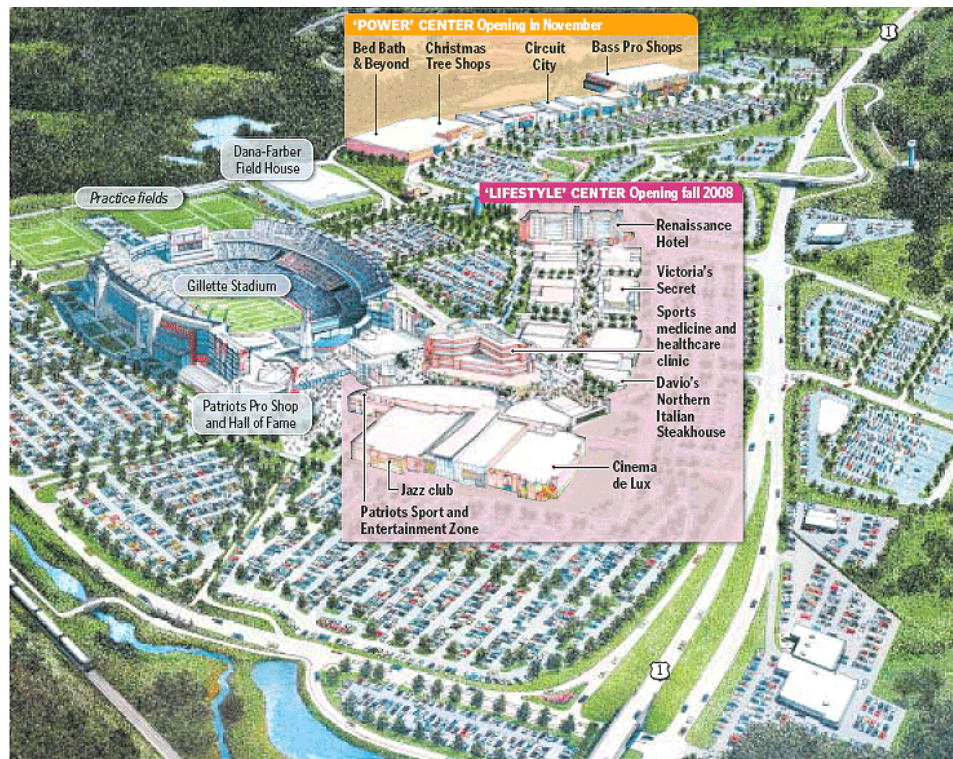 'POWER' CENTER Opening in November
Bed Bath
& Beyond
Christmas
Tree Shops
Circuit
City
Bass Pro Shops
1
Dana-Farber
Field House
Practice fields
'LIFESTYLE' CENTER Opening fall 2008
Renaissance
Hotel
Gillette Stadium
Victoria's
Secret
Sports
medicine and
healthcare
clinic
Davio's
Northern
Italian
Steakhouse
Patriots Pro Shop
and Hall of Fame
Cinema
de Lux
Jazz club
Patriots Sport and
Entertainment Zone
1